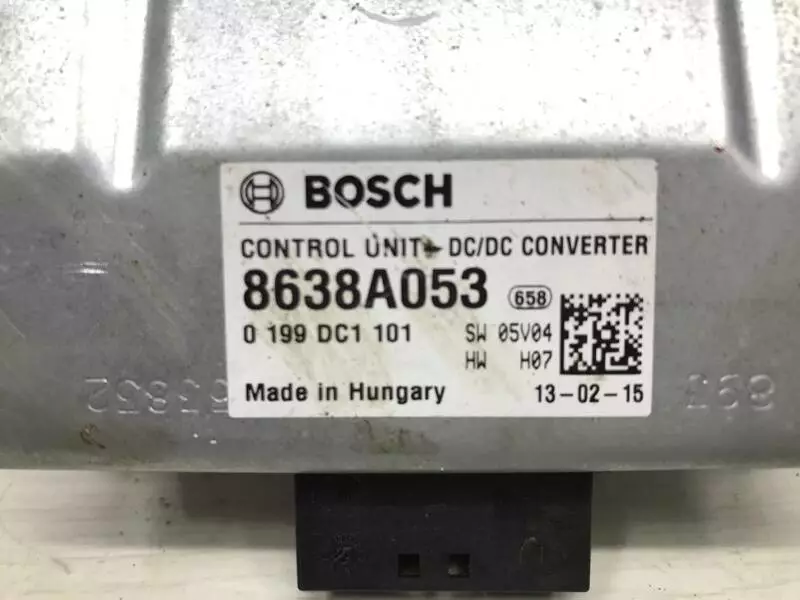 BOSCH
CONTROL UNIT - DC/DC CONVERTER
8638A053 658
0 199 DC1 101 SW 05V04
HW H07
Made in Hungary 13-02-15